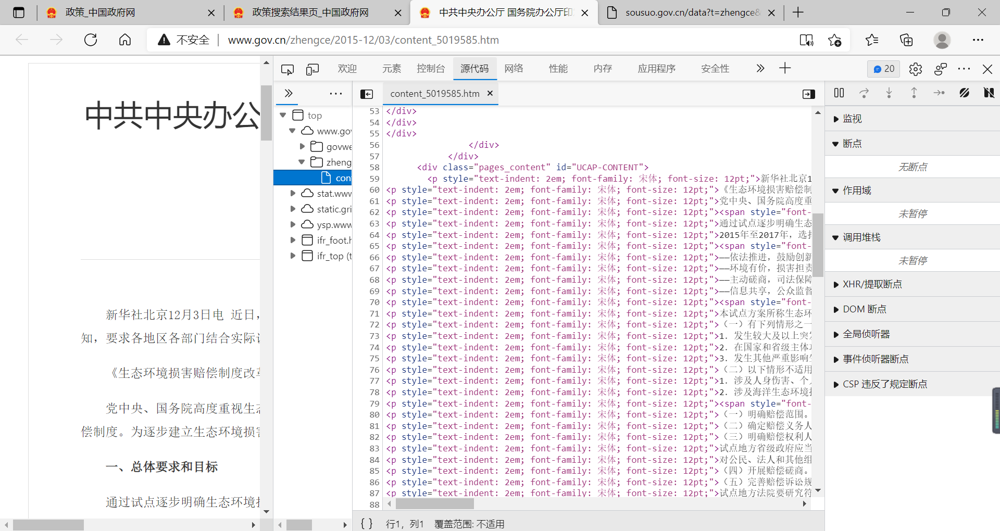 政策_中国政府网
政策搜索结果页_中国政府网
中共中央办公厅 国务院办公厅印
sousuo.gov.cn/data?t=zhengce&
不安全
www.gov.cn/zhengce/2015-12/03/content_5019585.htm
欢迎
元素
控制台
源代码
网络
性能
内存
应用程序
安全性
20
content_5019585.htm
中共中央办公
新华社北京12月3日电 近日，
知，要求各地区各部门结合实际
《生态环境损害赔偿制度改
党中央、国务院高度重视生
偿制度。为逐步建立生态环境损
一、总体要求和目标
通过试点逐步明确生态环境
top
www.gov
govwe
zheng
con
stat.www
static.gri
ysp.www
ifr_foot.h
ifr_top (t
53 </div>
54 </div>
55 </div>
56 </div>
57 </div>
58 <div class="pages_content" id="UCAP-CONTENT">
59 <p style="text-indent: 2em; font-family: 宋体; font-size: 12pt;">新华社北京1
60 <p style="text-indent: 2em; font-family: 宋体; font-size: 12pt;">《生态环境损害赔偿制
61 <p style="text-indent: 2em; font-family: 宋体; font-size: 12pt;">党中央、国务院高度重
62 <p style="text-indent: 2em; font-family: 宋体; font-size: 12pt;"><span style="font-
63 <p style="text-indent: 2em; font-family: 宋体; font-size: 12pt;">通过试点逐步明确生态
64 <p style="text-indent: 2em; font-family: 宋体; font-size: 12pt;">2015年至2017年，选
65 <p style="text-indent: 2em; font-family: 宋体; font-size: 12pt;"><span style="font-
66 <p style="text-indent: 2em; font-family: 宋体; font-size: 12pt;">——依法推进，鼓励创新
67 <p style="text-indent: 2em; font-family: 宋体; font-size: 12pt;">——环境有价，损害担责
68 <p style="text-indent: 2em; font-family: 宋体; font-size: 12pt;">——主动磋商，司法保障
69 <p style="text-indent: 2em; font-family: 宋体; font-size: 12pt;">——信息共享，公众监督
70 <p style="text-indent: 2em; font-family: 宋体; font-size: 12pt;"><span style="font-
71 <p style="text-indent: 2em; font-family: 宋体; font-size: 12pt;">本试点方案所称生态环
72 <p style="text-indent: 2em; font-family: 宋体; font-size: 12pt;">（一）有下列情形之一
73 <p style="text-indent: 2em; font-family: 宋体; font-size: 12pt;">1. 发生较大及以上突发
74 <p style="text-indent: 2em; font-family: 宋体; font-size: 12pt;">2. 在国家和省级主体功
75 <p style="text-indent: 2em; font-family: 宋体; font-size: 12pt;">3. 发生其他严重影响生
76 <p style="text-indent: 2em; font-family: 宋体; font-size: 12pt;">（二）以下情形不适用
77 <p style="text-indent: 2em; font-family: 宋体; font-size: 12pt;">1. 涉及人身伤害、个人
78 <p style="text-indent: 2em; font-family: 宋体; font-size: 12pt;">2. 涉及海洋生态环境损
79 <p style="text-indent: 2em; font-family: 宋体; font-size: 12pt;"><span style="font-
80 <p style="text-indent: 2em; font-family: 宋体; font-size: 12pt;">（一）明确赔偿范围。
81 <p style="text-indent: 2em; font-family: 宋体; font-size: 12pt;">（二）确定赔偿义务人
82 <p style="text-indent: 2em; font-family: 宋体; font-size: 12pt;">（三）明确赔偿权利人
83 <p style="text-indent: 2em; font-family: 宋体; font-size: 12pt;">试点地方省级政府应当
84 <p style="text-indent: 2em; font-family: 宋体; font-size: 12pt;">对公民、法人和其他组
85 <p style="text-indent: 2em; font-family: 宋体; font-size: 12pt;">（四）开展赔偿磋商。
86 <p style="text-indent: 2em; font-family: 宋体; font-size: 12pt;">（五）完善赔偿诉讼规
87 <p style="text-indent: 2em; font-family: 宋体; font-size: 12pt;">试点地方法院要研究符
88
{ } 行1，列1 覆盖范围: 不适用
监视
断点
无断点
作用域
未暂停
调用堆栈
未暂停
XHR/提取断点
DOM 断点
全局侦听器
事件侦听器断点
CSP 违反了规定断点